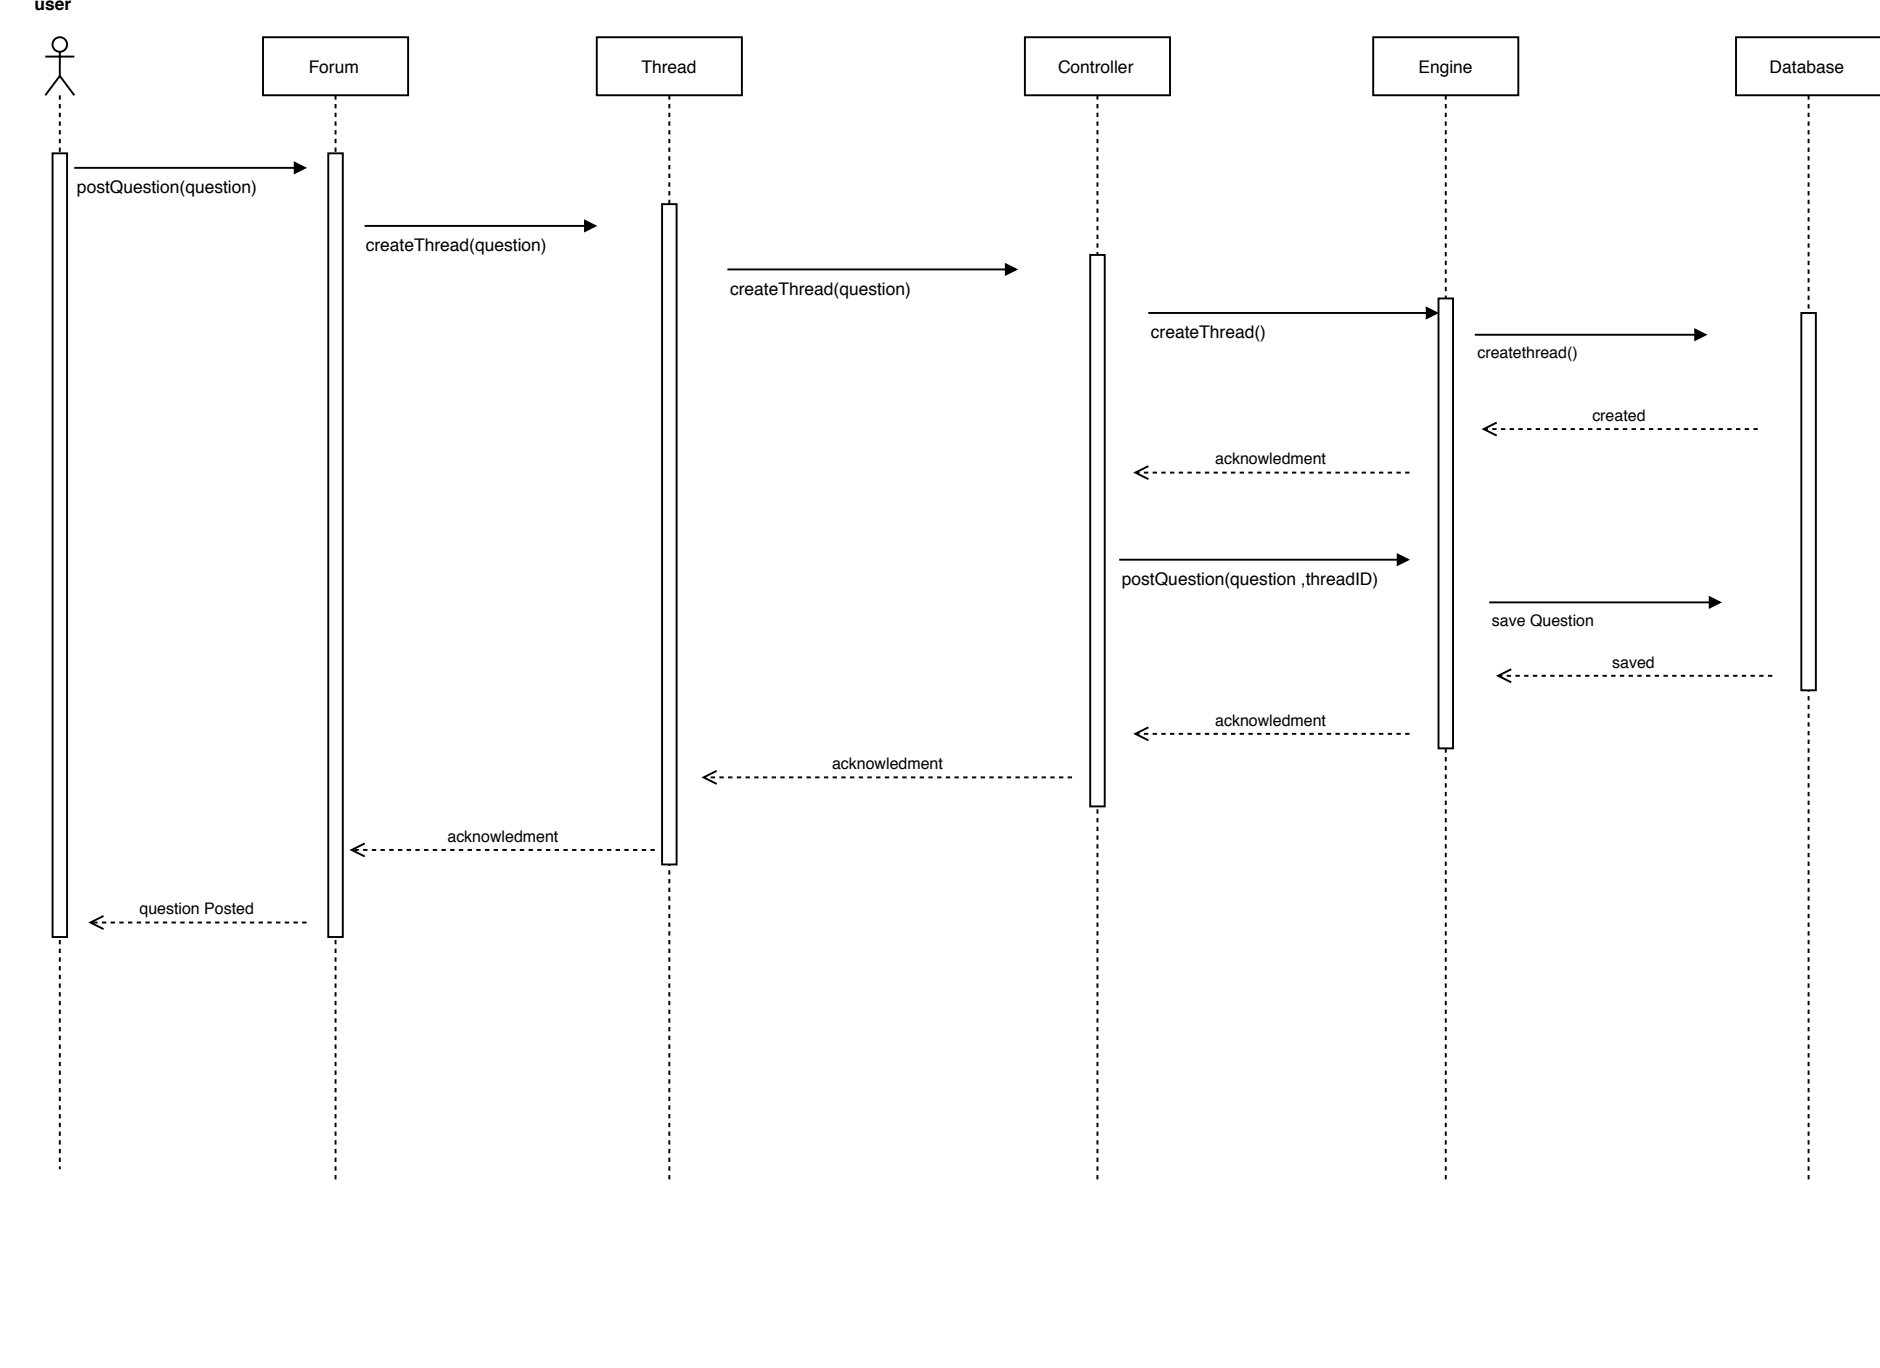 user
Forum
Thread
Controller
Engine
Database
postQuestion(question)
createThread(question)
createThread(question)
createThread()
createthread()
created
acknowledment
postQuestion(question ,threadID)
save Question
saved
acknowledment
acknowledment
acknowledment
question Posted